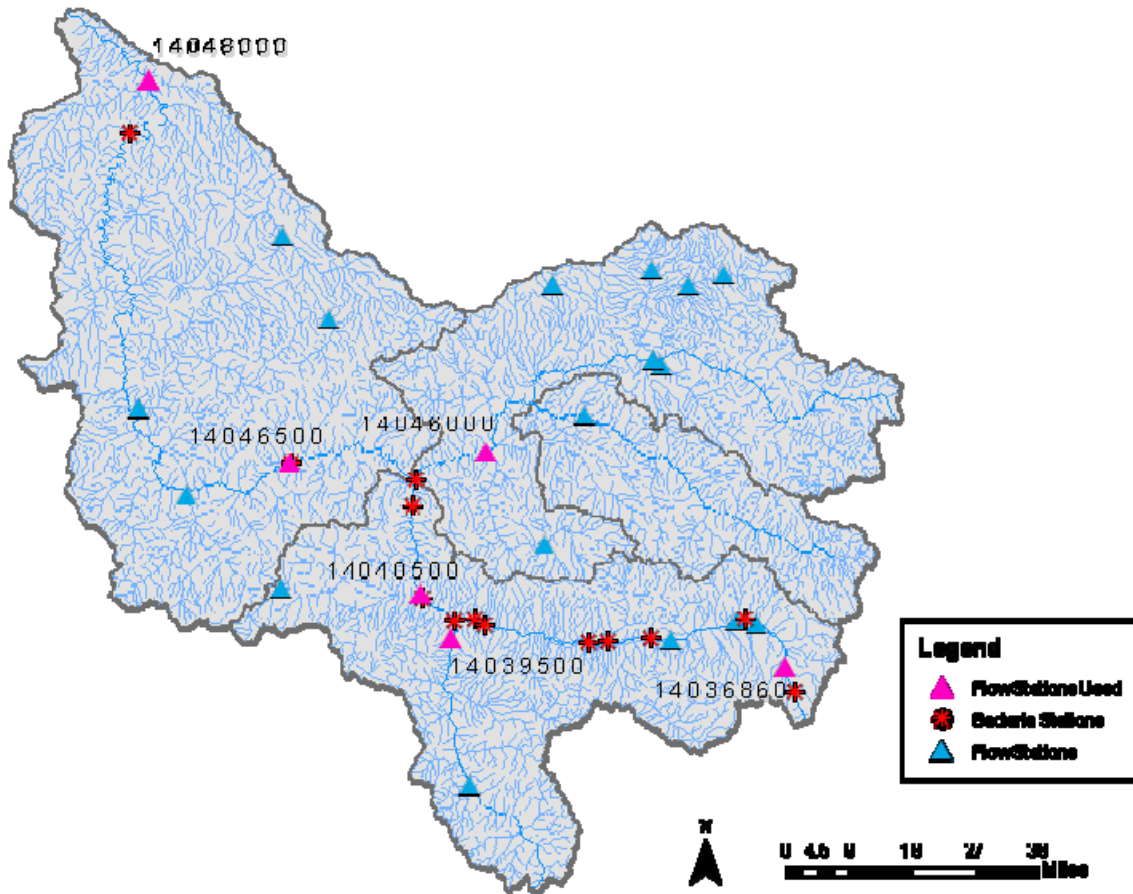 14048000
14046000
14046500
14040500
14039500
14036860
Legend
Flow Stations Used
Bacteria Stations
Flow Stations
N
0 4.5 9 18 27 36
Miles